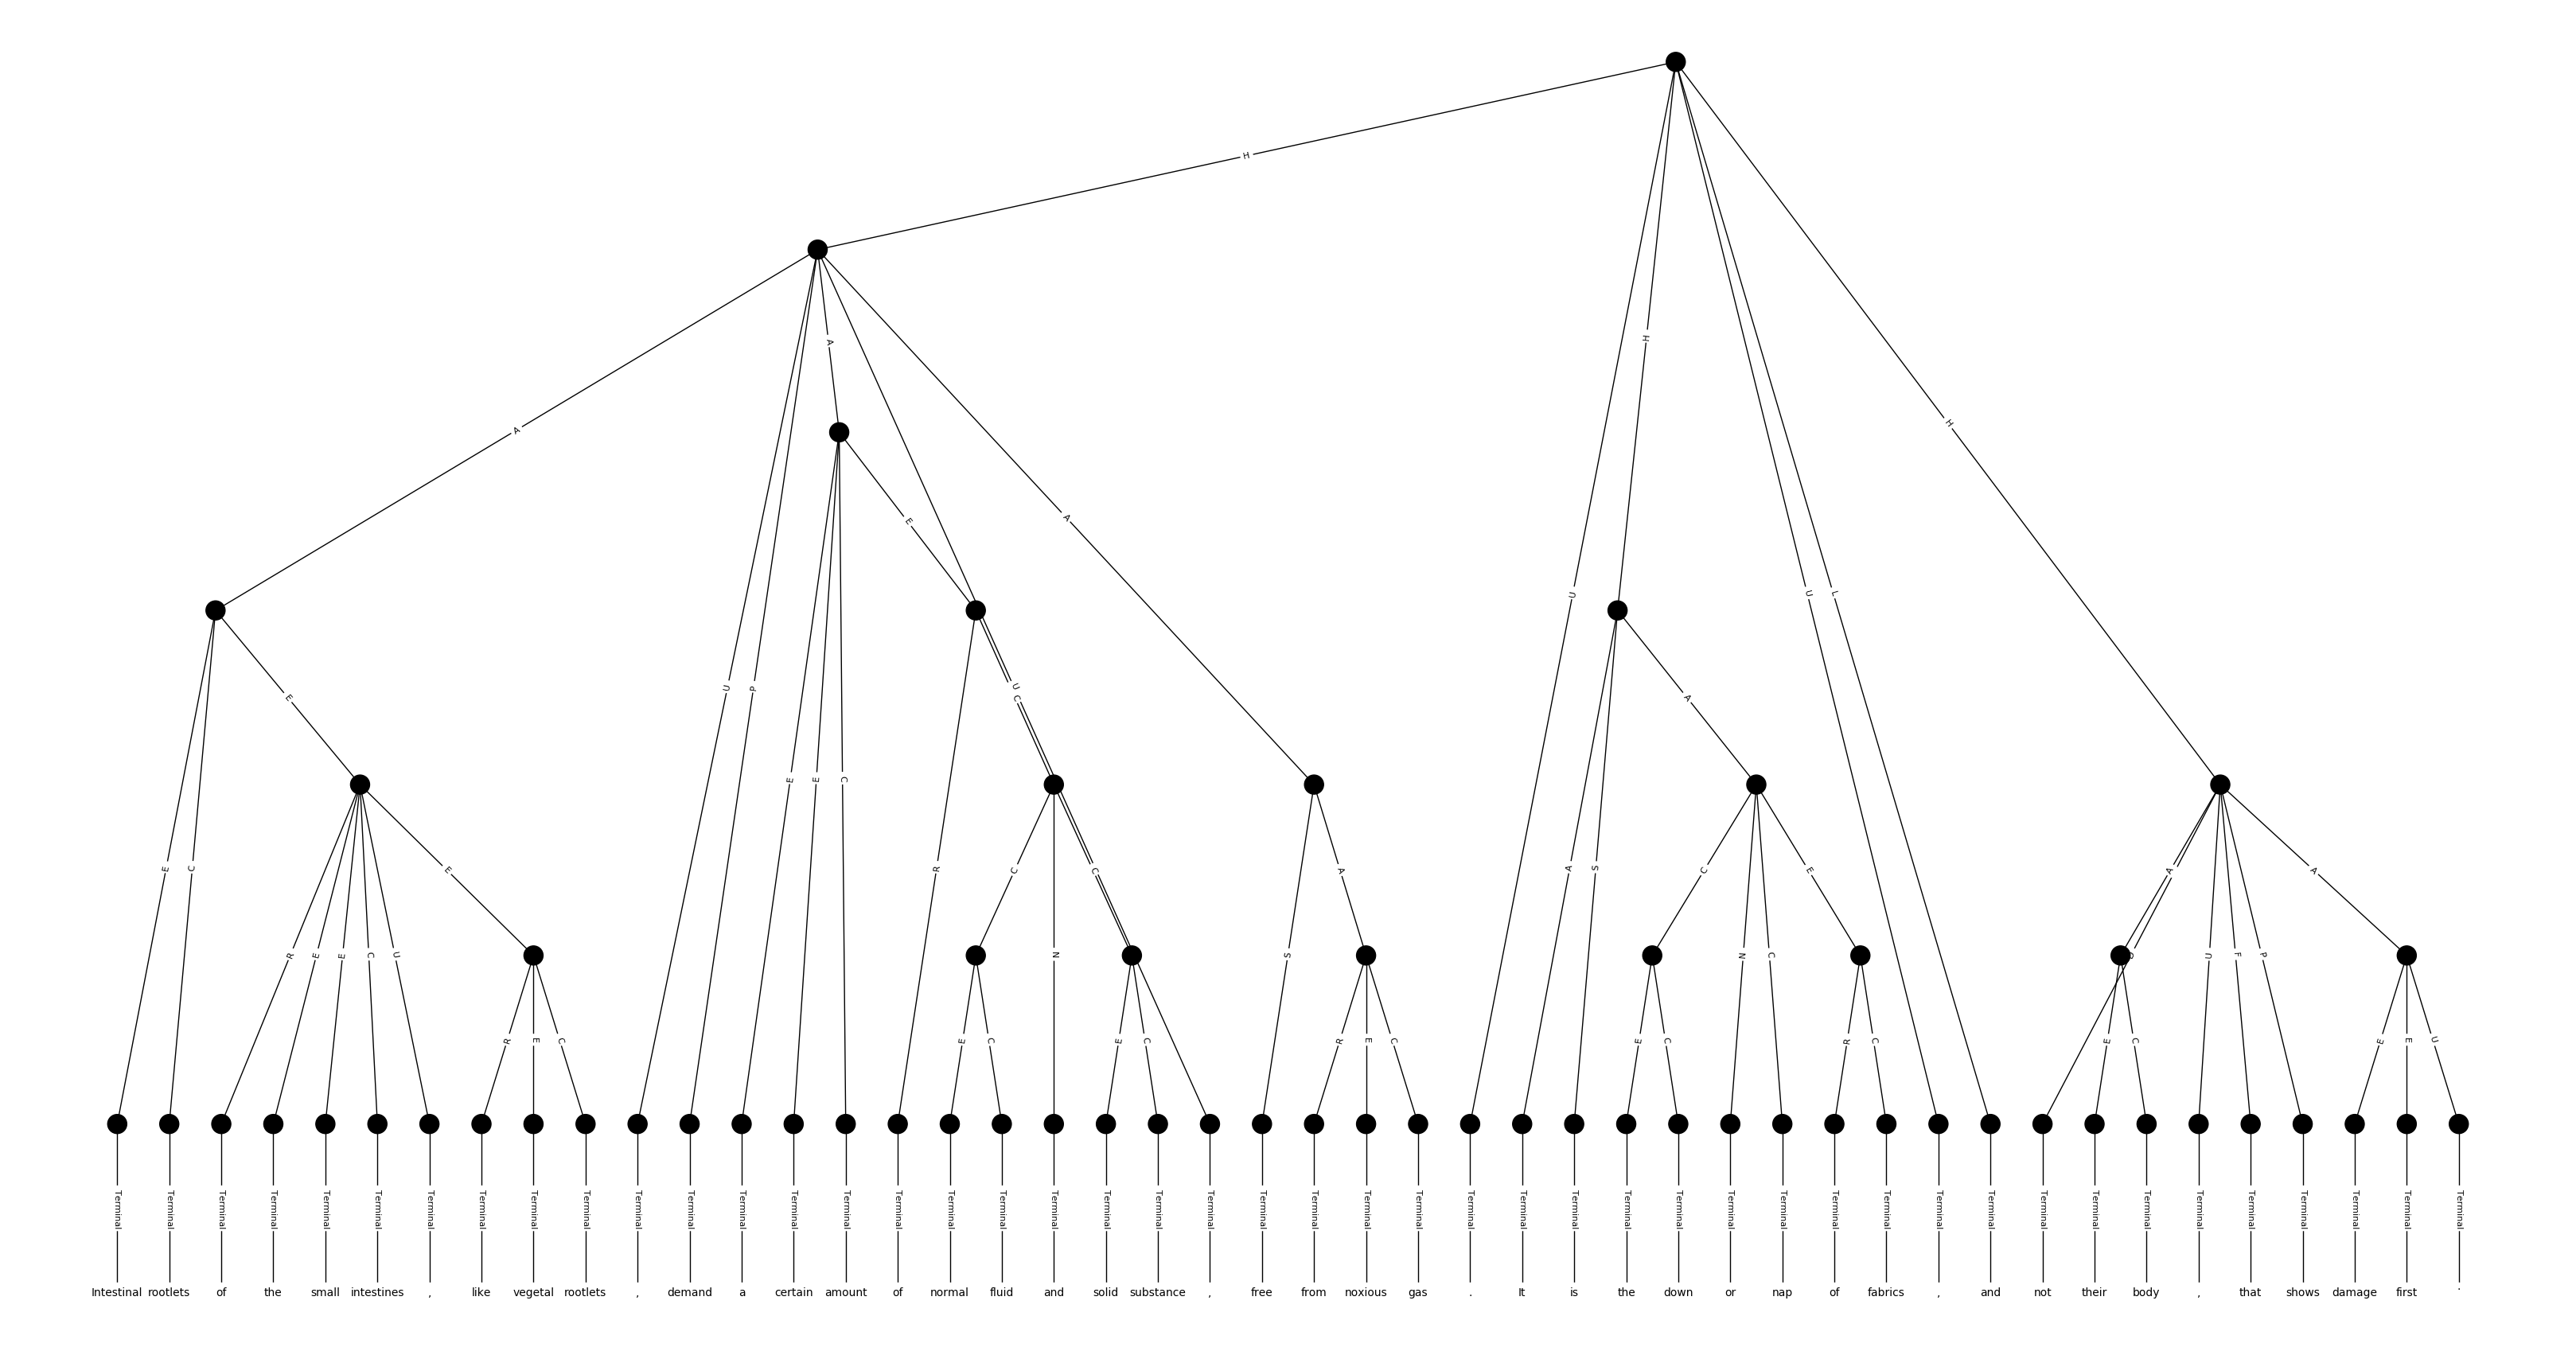 H
A
H
A
H
E
A
U
U
L
U
P
U
C
E
A
A
E
E
C
E
C
R
C
C
S
A
A
S
C
E
A
A
E
R
E
E
C
U
N
S
N
C
D
U
F
P
R
E
C
E
C
E
C
R
E
C
E
C
R
C
E
C
E
E
U
Terminal Terminal Terminal Terminal Terminal Terminal Terminal Terminal Terminal Terminal Terminal Terminal Terminal Terminal Terminal Terminal Terminal Terminal Terminal Terminal Terminal Terminal Terminal Terminal Terminal Terminal Terminal Terminal Terminal Terminal Terminal Terminal Terminal Terminal Terminal Terminal Terminal Terminal Terminal Terminal Terminal Terminal Terminal Terminal Terminal Terminal
Intestinal rootlets of the small intestines , like vegetal rootlets , demand a certain amount of normal fluid and solid substance , free from noxious gas . It is the down or nap of fabrics , and not their body , that shows damage first .